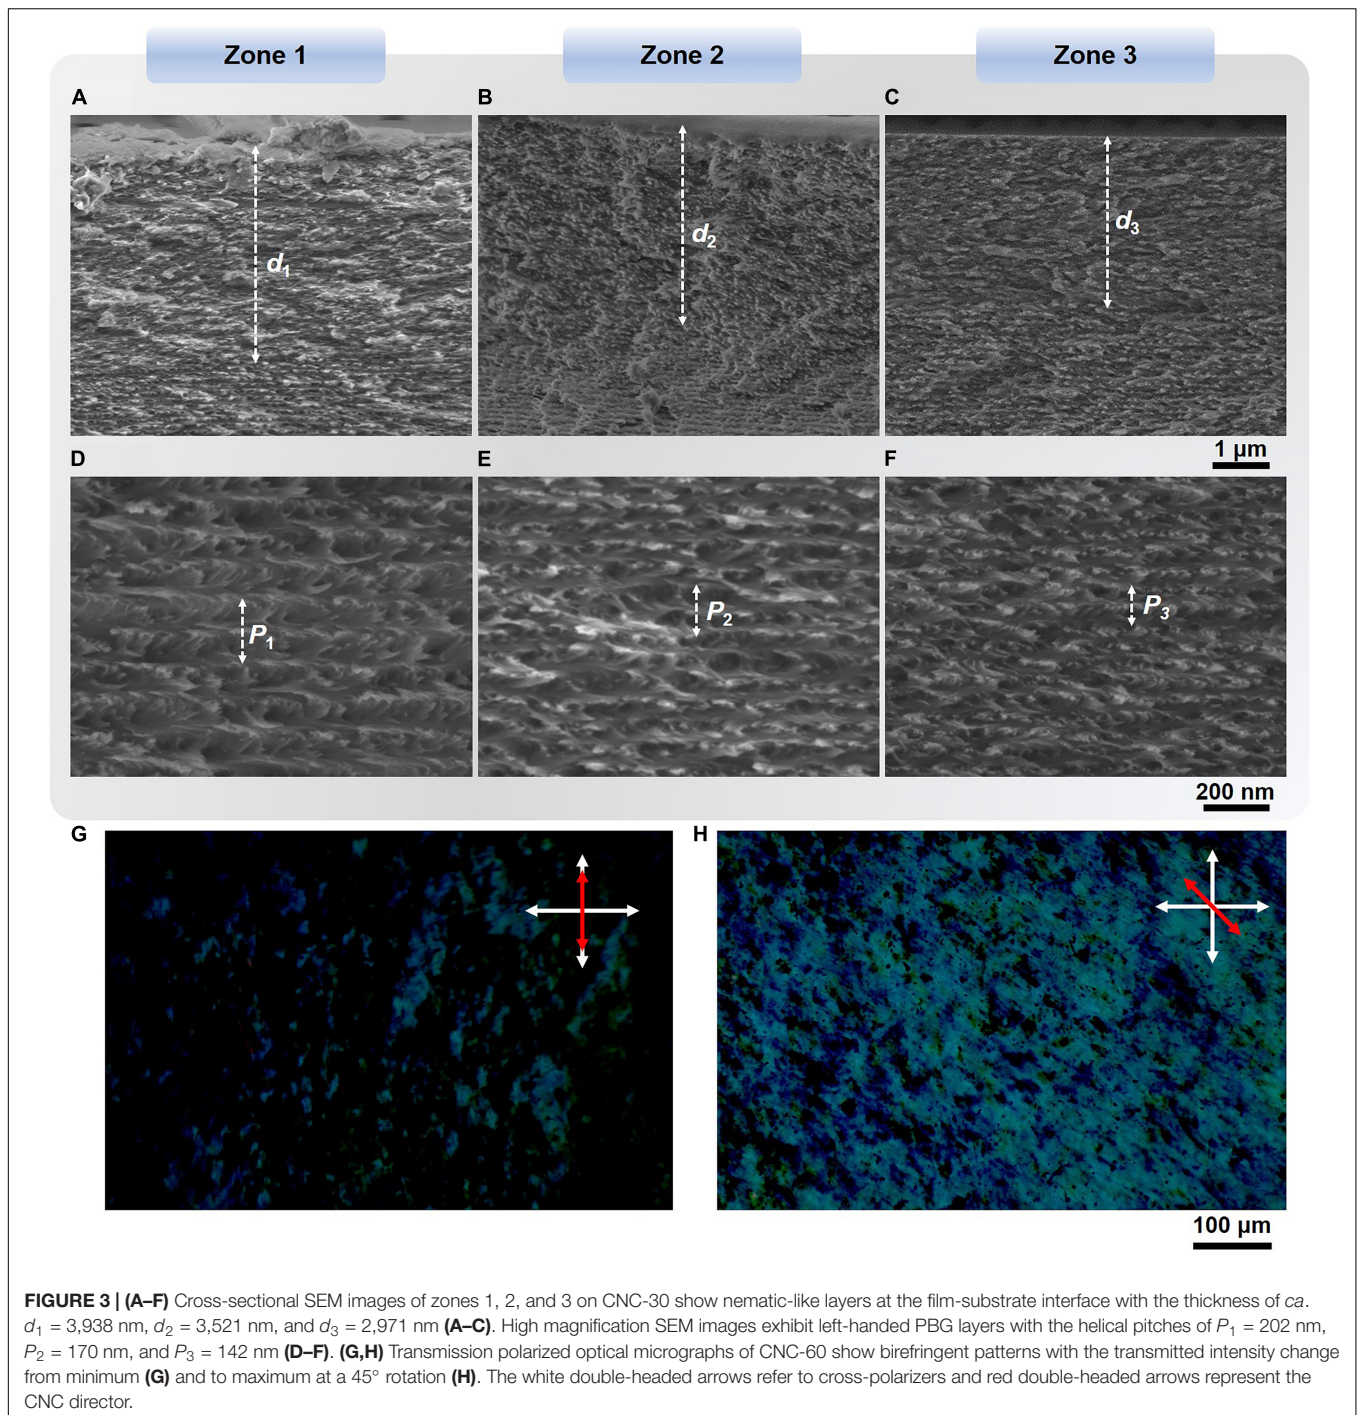 Zone 1
Zone 2
Zone 3
A
B
C
d1
d2
d3
1 µm
D
E
F
P1
P2
P3
200 nm
G
H
100 µm
FIGURE 3 | (A–F) Cross-sectional SEM images of zones 1, 2, and 3 on CNC-30 show nematic-like layers at the film-substrate interface with the thickness of ca.
d1 = 3,938 nm, d2 = 3,521 nm, and d3 = 2,971 nm (A–C). High magnification SEM images exhibit left-handed PBG layers with the helical pitches of P1 = 202 nm,
P2 = 170 nm, and P3 = 142 nm (D–F). (G,H) Transmission polarized optical micrographs of CNC-60 show birefringent patterns with the transmitted intensity change
from minimum (G) and to maximum at a 45° rotation (H). The white double-headed arrows refer to cross-polarizers and red double-headed arrows represent the
CNC director.